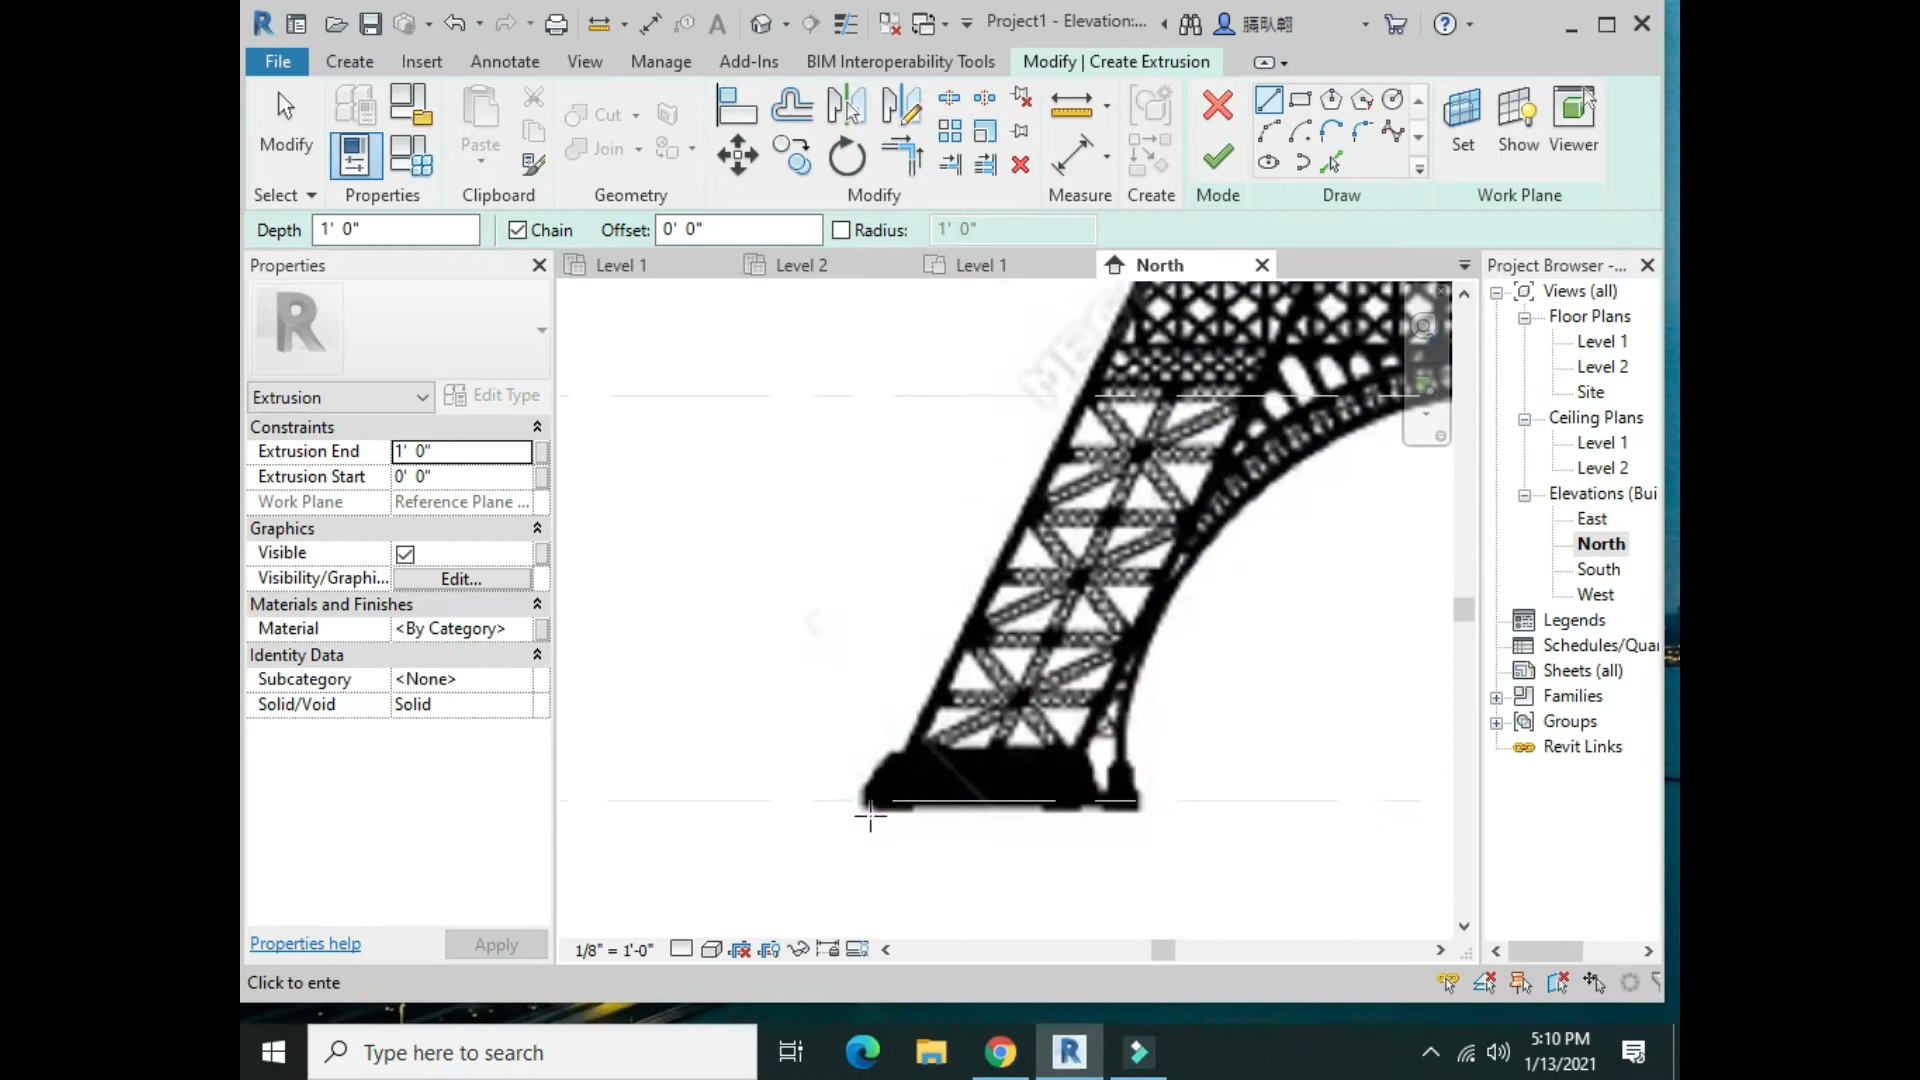 Project1 - Elevation:...
File Create Insert Annotate View Manage Add-Ins BIM Interoperability Tools Modify | Create Extrusion
Modify
Paste
Cut
Join
Set Show Viewer
Select Properties Clipboard Geometry Modify Measure Create Mode Draw Work Plane
Depth 1' 0" Chain Offset: 0' 0" Radius: 1' 0"
Properties
Level 1 Level 2 Level 1 North
Project Browser -...
R
Extrusion Edit Type
Constraints
Extrusion End 1' 0"
Extrusion Start 0' 0"
Work Plane Reference Plane ...
Graphics
Visible
Visibility/Graphi... Edit...
Materials and Finishes
Material <By Category>
Identity Data
Subcategory <None>
Solid/Void Solid
Properties help Apply
Views (all)
Floor Plans
Level 1
Level 2
Site
Ceiling Plans
Level 1
Level 2
Elevations (Bui
East
North
South
West
Legends
Schedules/Qua
Sheets (all)
Families
Groups
Revit Links
1/8" = 1'-0"
Click to ente
Type here to search
5:10 PM
1/13/2021